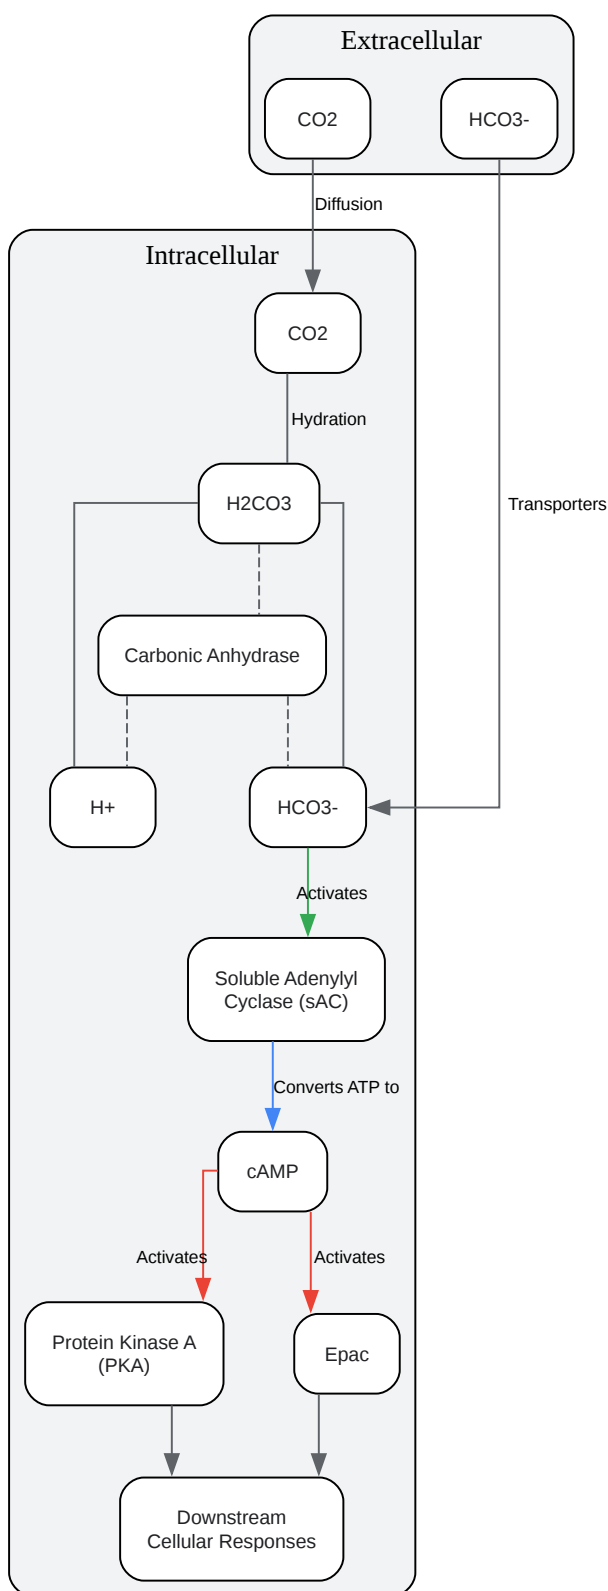 Extracellular
CO2
HCO3-
Diffusion
Intracellular
CO2
Hydration
H2CO3
Transporters
Carbonic Anhydrase
H+
HCO3-
Activates
Soluble Adenylyl
Cyclase (sAC)
Converts ATP to
cAMP
Activates
Activates
Protein Kinase A
(PKA)
Epac
Downstream
Cellular Responses